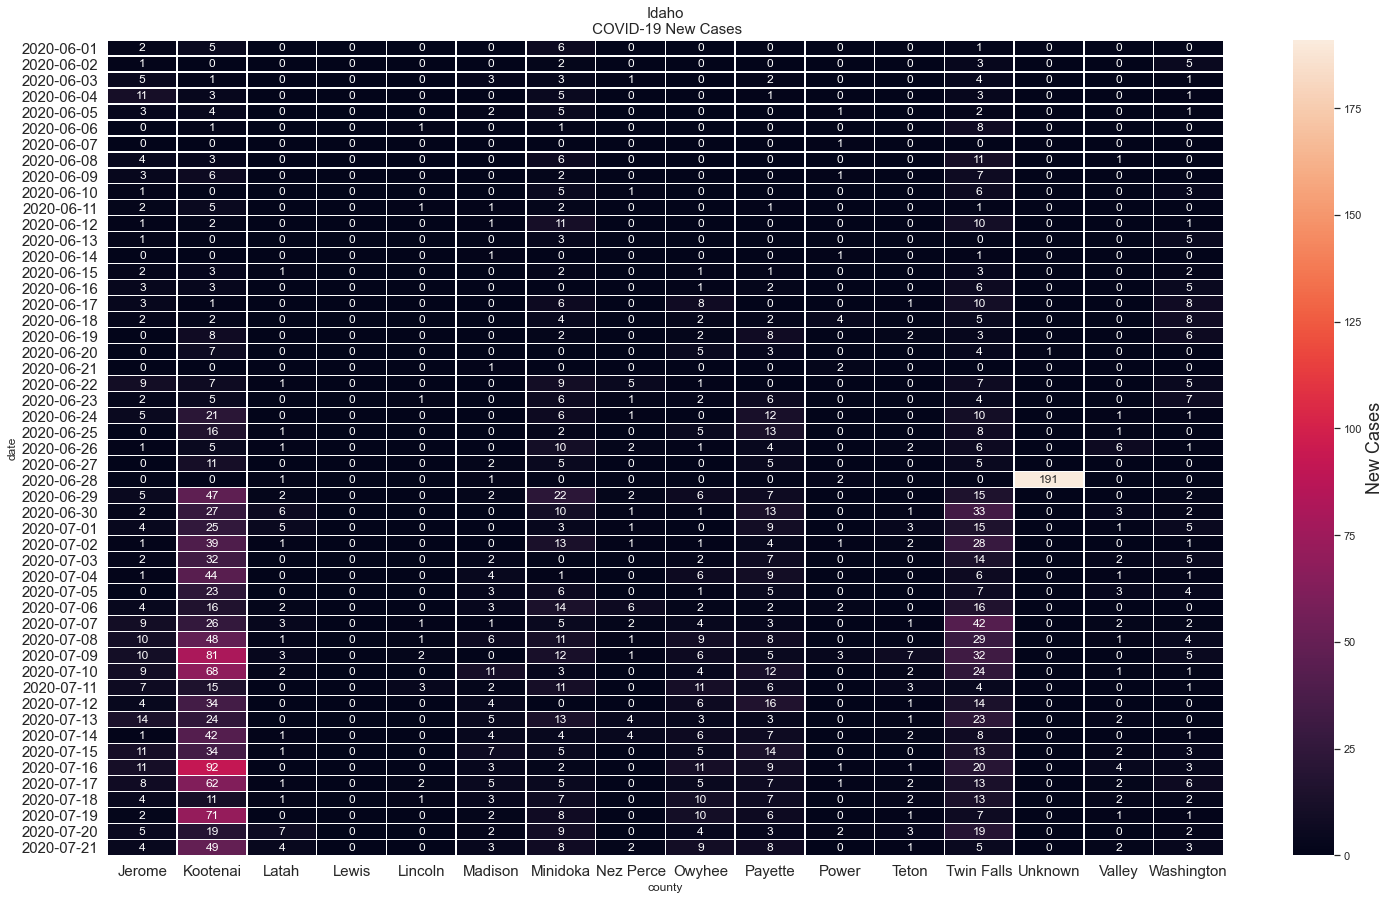 Idaho
COVID-19 New Cases
2020-06-01 2 5 0 0 0 0 6 0 0 0 0 0 1 0 0 0
2020-06-02 1 0 0 0 0 0 2 0 0 0 0 0 3 0 0 5
2020-06-03 5 1 0 0 0 3 3 1 0 2 0 0 4 0 0 1
2020-06-04 11 3 0 0 0 0 5 0 0 1 0 0 3 0 0 1
2020-06-05 3 4 0 0 0 2 5 0 0 0 1 0 2 0 0 1
2020-06-06 0 1 0 0 1 0 1 0 0 0 0 0 8 0 0 0
2020-06-07 0 0 0 0 0 0 0 0 0 0 1 0 0 0 0 0
2020-06-08 4 3 0 0 0 0 6 0 0 0 0 0 11 0 1 0
2020-06-09 3 6 0 0 0 0 2 0 0 0 1 0 7 0 0 0
2020-06-10 1 0 0 0 0 0 5 1 0 0 0 0 6 0 0 3
2020-06-11 2 5 0 0 1 1 2 0 0 1 0 0 1 0 0 0
2020-06-12 1 2 0 0 0 1 11 0 0 0 0 0 10 0 0 1
2020-06-13 1 0 0 0 0 0 3 0 0 0 0 0 0 0 0 5
2020-06-14 0 0 0 0 0 1 0 0 0 0 1 0 1 0 0 0
2020-06-15 2 3 1 0 0 0 2 0 1 1 0 0 3 0 0 2
2020-06-16 3 3 0 0 0 0 0 0 1 2 0 0 6 0 0 5
2020-06-17 3 1 0 0 0 0 6 0 8 0 0 1 10 0 0 8
2020-06-18 2 2 0 0 0 0 4 0 2 2 4 0 5 0 0 8
2020-06-19 0 8 0 0 0 0 2 0 2 8 0 2 3 0 0 6
2020-06-20 0 7 0 0 0 0 0 0 5 3 0 0 4 1 0 0
2020-06-21 0 0 0 0 0 1 0 0 0 0 2 0 0 0 0 0
2020-06-22 9 7 1 0 0 0 9 5 1 0 0 0 7 0 0 5
2020-06-23 2 5 0 0 1 0 6 1 2 6 0 0 4 0 0 7
2020-06-24 5 21 0 0 0 0 6 1 0 12 0 0 10 0 1 1
2020-06-25 0 16 1 0 0 0 2 0 5 13 0 0 8 0 1 0
2020-06-26 1 5 1 0 0 0 10 2 1 4 0 2 6 0 6 1
2020-06-27 0 11 0 0 0 2 5 0 0 5 0 0 5 0 0 0
2020-06-28 0 0 1 0 0 1 0 0 0 0 2 0 0 191 0 0
2020-06-29 5 47 2 0 0 2 22 2 6 7 0 0 15 0 0 2
2020-06-30 2 27 6 0 0 0 10 1 1 13 0 1 33 0 3 2
2020-07-01 4 25 5 0 0 0 3 1 0 9 0 3 15 0 1 5
2020-07-02 1 39 1 0 0 0 13 1 1 4 1 2 28 0 0 1
2020-07-03 2 32 0 0 0 2 0 0 2 7 0 0 14 0 2 5
2020-07-04 1 44 0 0 0 4 1 0 6 9 0 0 6 0 1 1
2020-07-05 0 23 0 0 0 3 6 0 1 5 0 0 7 0 3 4
2020-07-06 4 16 2 0 0 3 14 6 2 2 2 0 16 0 0 0
2020-07-07 9 26 3 0 1 1 5 2 4 3 0 1 42 0 2 2
2020-07-08 10 48 1 0 1 6 11 1 9 8 0 0 29 0 1 4
2020-07-09 10 81 3 0 2 0 12 1 6 5 3 7 32 0 0 5
2020-07-10 9 68 2 0 0 11 3 0 4 12 0 2 24 0 1 1
2020-07-11 7 15 0 0 3 2 11 0 11 6 0 3 4 0 0 1
2020-07-12 4 34 0 0 0 4 0 0 6 16 0 1 14 0 0 0
2020-07-13 14 24 0 0 0 5 13 4 3 3 0 1 23 0 2 0
2020-07-14 1 42 1 0 0 4 4 4 6 7 0 2 8 0 0 1
2020-07-15 11 34 1 0 0 7 5 0 5 14 0 0 13 0 2 3
2020-07-16 11 92 0 0 0 3 2 0 11 9 1 1 20 0 4 3
2020-07-17 8 62 1 0 2 5 5 0 5 7 1 2 13 0 2 6
2020-07-18 4 11 1 0 1 3 7 0 10 7 0 2 13 0 2 2
2020-07-19 2 71 0 0 0 2 8 0 10 6 0 1 7 0 1 1
2020-07-20 5 19 7 0 0 2 9 0 4 3 2 3 19 0 0 2
2020-07-21 4 49 4 0 0 3 8 2 9 8 0 1 5 0 2 3
Jerome Kootenai Latah Lewis Lincoln Madison Minidoka Nez Perce Owyhee Payette Power Teton Twin Falls Unknown Valley Washington
county
date
175
150
125
100
75
50
25
0
New Cases